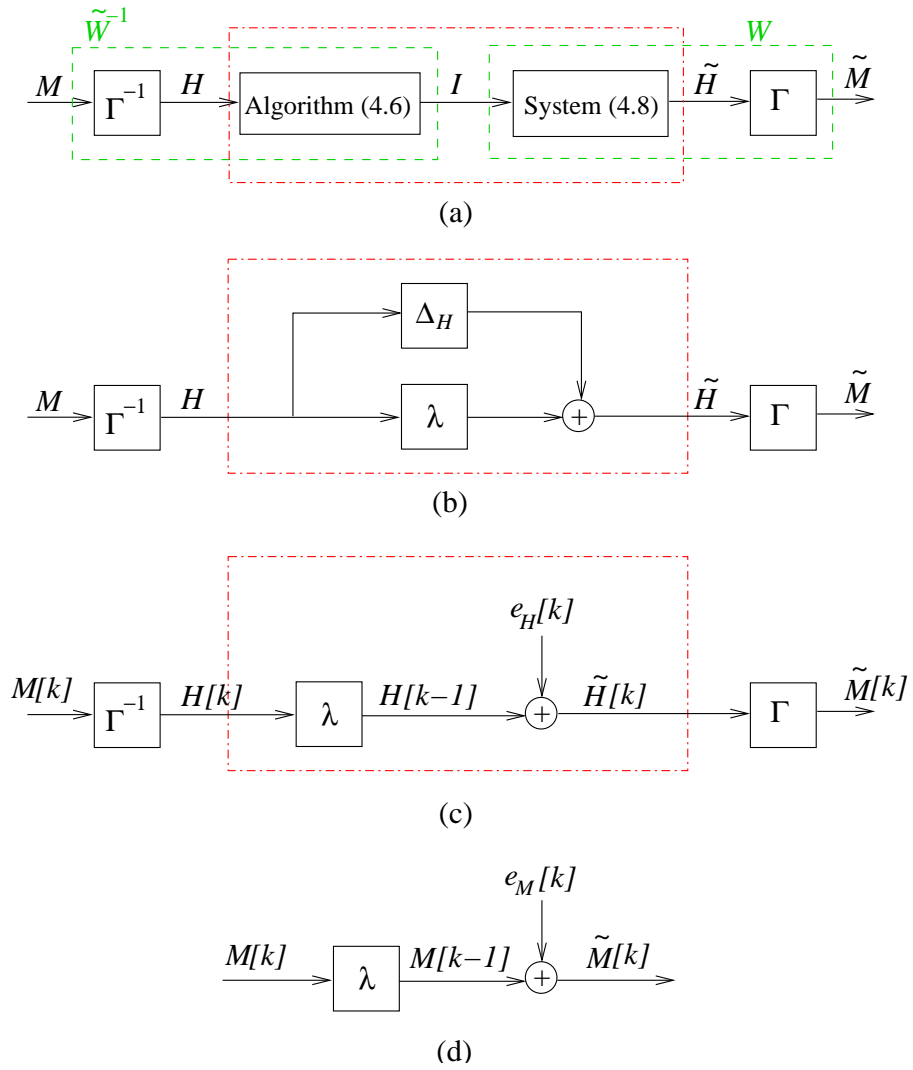 W̃⁻¹ W
M Γ⁻¹ H Algorithm (4.6) I System (4.8) H̃ Γ M̃
(a)
Δ_H
M Γ⁻¹ H λ + H̃ Γ M̃
(b)
e_H[k]
M[k] Γ⁻¹ H[k] λ H[k−1] + H̃[k] Γ M̃[k]
(c)
e_M[k]
M[k] λ M[k−1] + M̃[k]
(d)